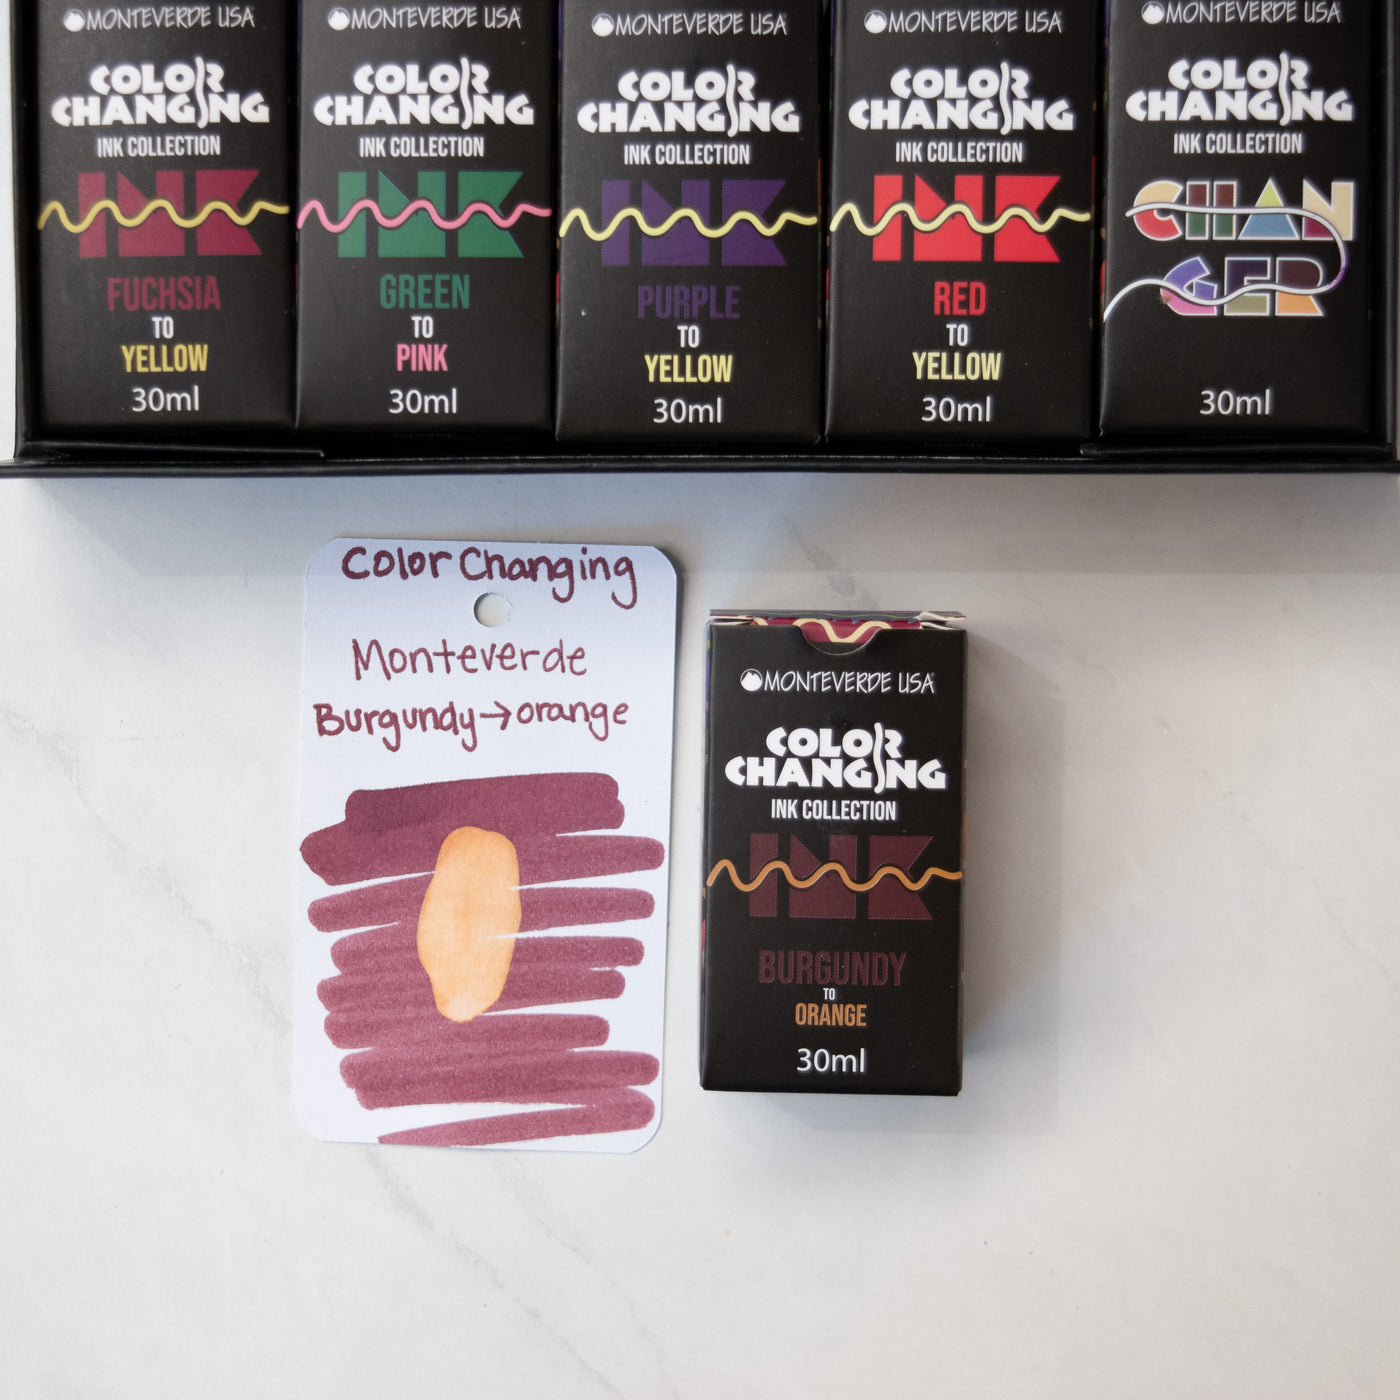 MONTEVERDE USA
COLOR
CHANGING
INK COLLECTION
INK
FUCHSIA
TO
YELLOW
30ml
MONTEVERDE USA
COLOR
CHANGING
INK COLLECTION
INK
GREEN
TO
PINK
30ml
MONTEVERDE USA
COLOR
CHANGING
INK COLLECTION
INK
PURPLE
TO
YELLOW
30ml
MONTEVERDE USA
COLOR
CHANGING
INK COLLECTION
INK
RED
TO
YELLOW
30ml
MONTEVERDE USA
COLOR
CHANGING
INK COLLECTION
CHAN
GER
30ml
Color Changing
Monteverde
Burgundy→orange
MONTEVERDE USA
COLOR
CHANGING
INK COLLECTION
INK
BURGUNDY
TO
ORANGE
30ml